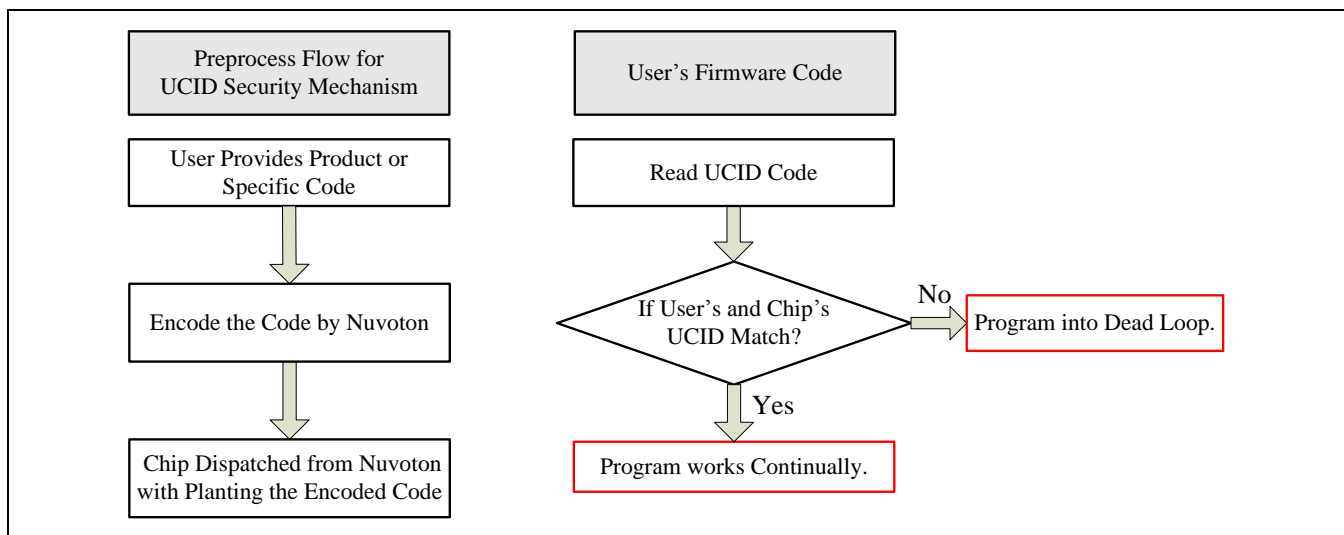 Preprocess Flow for
UCID Security Mechanism
User Provides Product or
Specific Code
Encode the Code by Nuvoton
Chip Dispatched from Nuvoton
with Planting the Encoded Code
User’s Firmware Code
Read UCID Code
If User’s and Chip’s
UCID Match?
No
Program into Dead Loop.
Yes
Program works Continually.